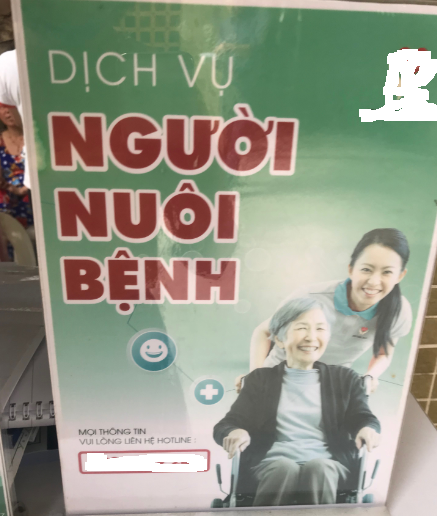 DỊCH VỤ
NGƯỜI
NUÔI
BỆNH
MỌI THÔNG TIN
VUI LÒNG LIÊN HỆ HOTLINE :